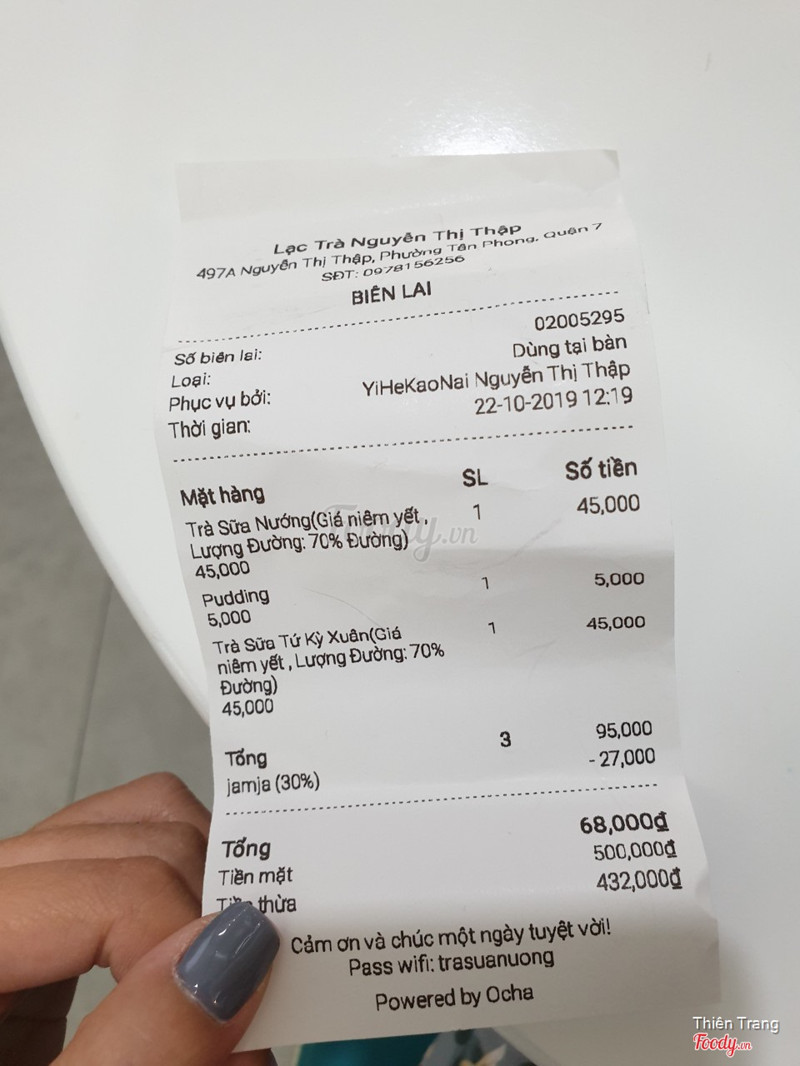 Lạc Trà Nguyễn Thị Thập
497A Nguyễn Thị Thập, Phường Tân Phong, Quận 7
SĐT: 0978156256
BIÊN LAI
Số biên lai: 02005295
Loại: Dùng tại bàn
Phục vụ bởi: YiHeKaoNai Nguyễn Thị Thập
Thời gian: 22-10-2019 12:19
Mặt hàng SL Số tiền
Trà Sữa Nướng(Giá niêm yết , 1 45,000
Lượng Đường: 70% Đường)
45,000
Pudding 1 5,000
5,000
Trà Sữa Tứ Kỳ Xuân(Giá 1 45,000
niêm yết , Lượng Đường: 70%
Đường)
45,000
Tổng 3 95,000
jamja (30%) -27,000
Tổng 68,000₫
Tiền mặt 500,000₫
thừa 432,000₫
Cảm ơn và chúc một ngày tuyệt vời!
Pass wifi: trasuanuong
Powered by Ocha
Foody.vn
Thiên Trang
Foody.vn